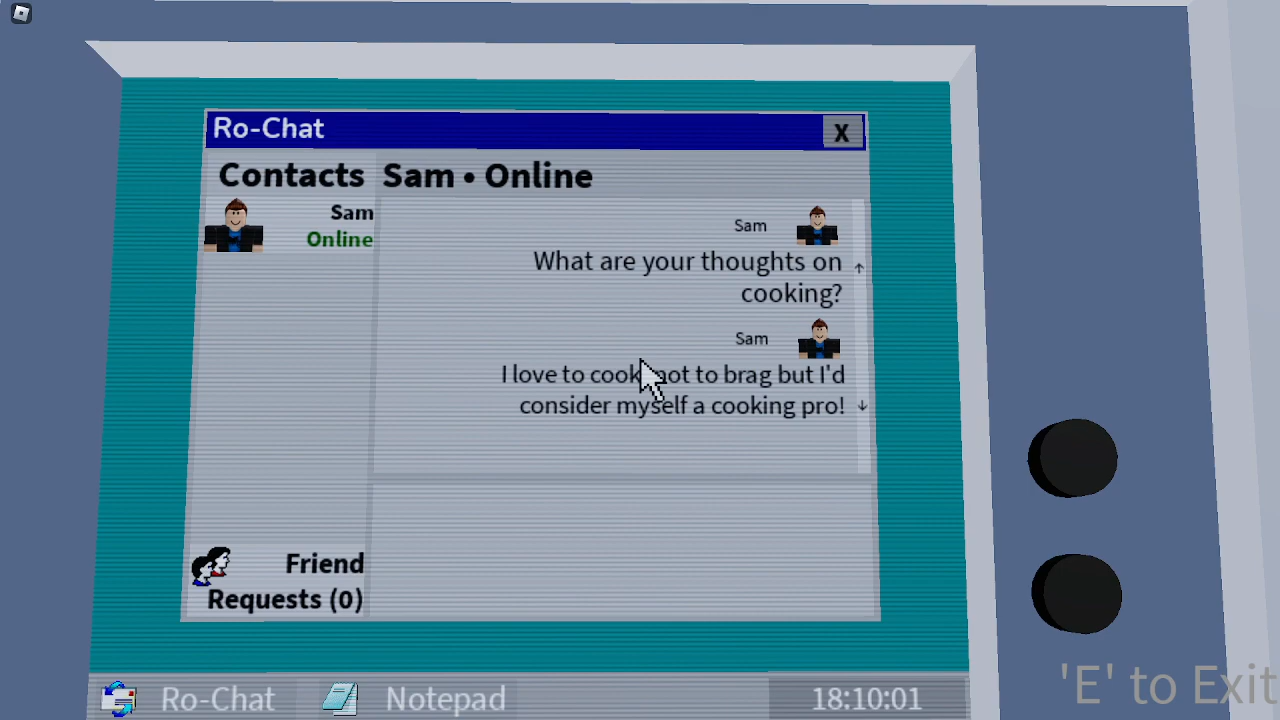 Ro-Chat
X
Contacts
Sam • Online
Sam
Online
Sam
What are your thoughts on
cooking?
Sam
I love to cook not to brag but I'd
consider myself a cooking pro!
Friend
Requests (0)
Ro-Chat
Notepad
18:10:01
'E' to Exit